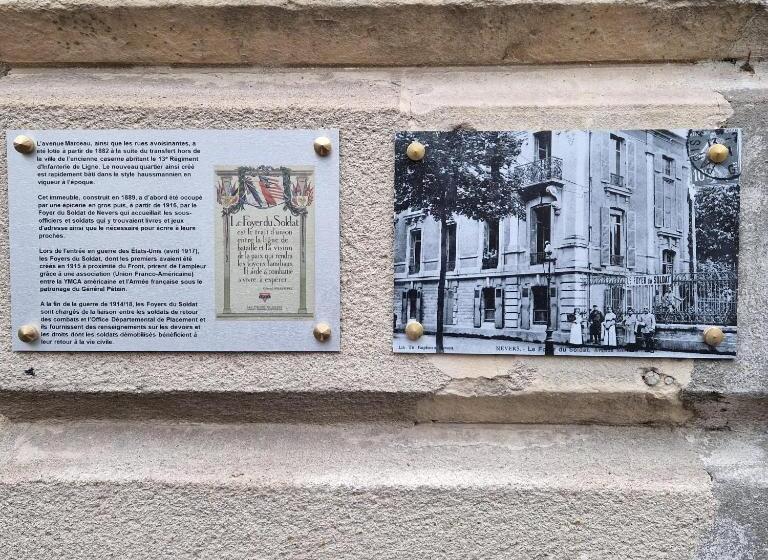 L'avenue Marceau, ainsi que les rues avoisinantes, a
été lotie à partir de 1882 à la suite du transfert hors de
la ville de l'ancienne caserne abritant le 13e Régiment
d'Infanterie de Ligne. Le nouveau quartier ainsi créé
est rapidement bâti dans le style haussmannien en
vigueur à l'époque.
Cet immeuble, construit en 1889, a d'abord été occupé
par une épicerie en gros puis, à partir de 1916, par le
Foyer du Soldat de Nevers qui accueillait les sous-
officiers et soldats qui y trouvaient livres et jeux
d'adresse ainsi que le nécessaire pour écrire à leurs
proches.
Lors de l'entrée en guerre des Etats-Unis (avril 1917),
les Foyers du Soldat, dont les premiers avaient été
créés en 1915 à proximité du Front, prirent de l'ampleur
grâce à une association (Union Franco-Américaine)
entre la YMCA américaine et l'Armée française sous le
patronage du Général Pétain.
A la fin de la guerre de 1914/18, les Foyers du Soldat
sont chargés de la liaison entre les soldats de retour
des combats et l'Office Départemental de Placement et
ils fournissent des renseignements sur les devoirs et
les droits dont les soldats démobilisés bénéficient à
leur retour à la vie civile.
Le Foyer du Soldat
est le trait d'union
entre la ligne de
bataille et la vision
de la paix qui rendra
les foyers familiaux.
Il aide à combattre
à vivre, à espérer.
FOYER DU SOLDAT
NEVERS. - Le Foyer du Soldat,